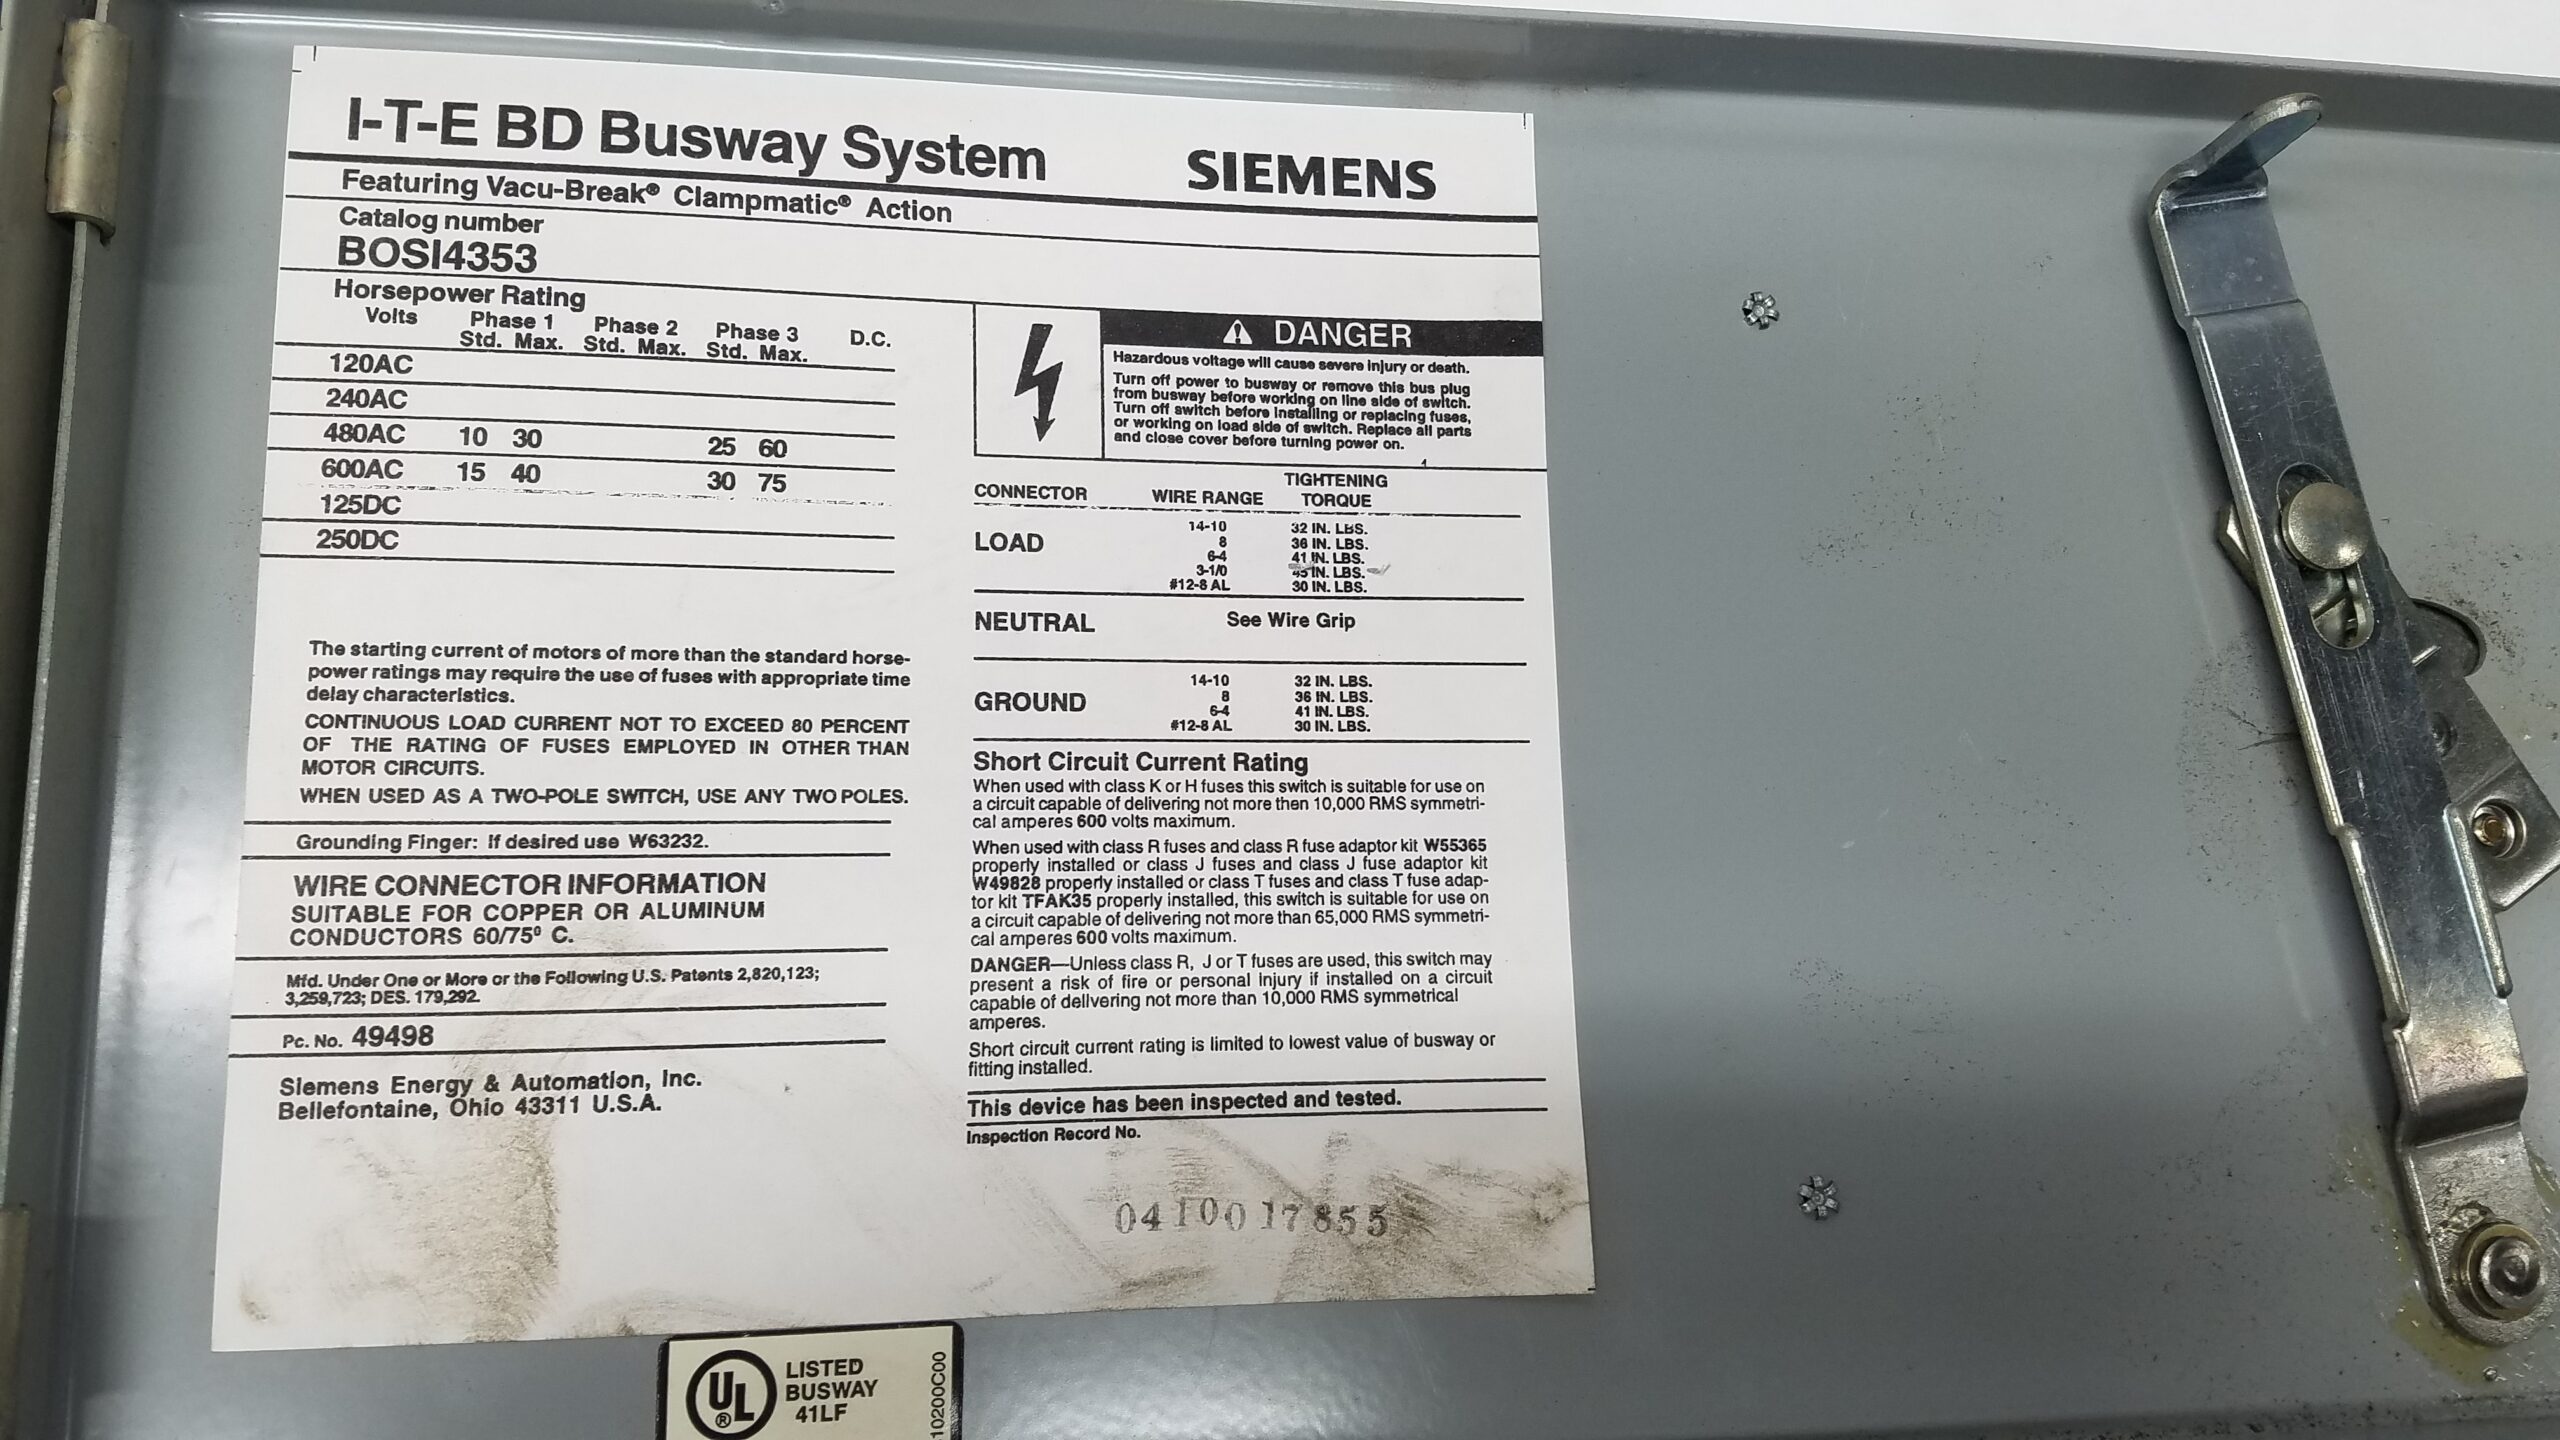 I-T-E BD Busway System
SIEMENS
Featuring Vacu-Break® Clampmatic® Action
Catalog number
BOSI4353
Horsepower Rating
Volts Phase 1 Phase 2 Phase 3 D.C.
Std. Max. Std. Max. Std. Max.
120AC
240AC
480AC 10 30 25 60
600AC 15 40 30 75
125DC
250DC
The starting current of motors of more than the standard horse-
power ratings may require the use of fuses with appropriate time
delay characteristics.
CONTINUOUS LOAD CURRENT NOT TO EXCEED 80 PERCENT
OF THE RATING OF FUSES EMPLOYED IN OTHER THAN
MOTOR CIRCUITS.
WHEN USED AS A TWO-POLE SWITCH, USE ANY TWO POLES.
Grounding Finger: If desired use W63232.
WIRE CONNECTOR INFORMATION
SUITABLE FOR COPPER OR ALUMINUM
CONDUCTORS 60/75º C.
Mfd. Under One or More or the Following U.S. Patents 2,820,123;
3,259,723; DES. 179,292
Pc. No. 49498
Siemens Energy & Automation, Inc.
Bellefontaine, Ohio 43311 U.S.A.
⚠ DANGER
Hazardous voltage will cause severe injury or death.
Turn off power to busway or remove this bus plug
from busway before working on line side of switch.
Turn off switch before installing or replacing fuses,
or working on load side of switch. Replace all parts
and close cover before turning power on.
CONNECTOR WIRE RANGE TIGHTENING TORQUE
LOAD
14-10 32 IN. LBS.
8 36 IN. LBS.
6-4 41 IN. LBS.
3-1/0 45 IN. LBS.
#12-8 AL 30 IN. LBS.
NEUTRAL See Wire Grip
GROUND
14-10 32 IN. LBS.
8 36 IN. LBS.
6-4 41 IN. LBS.
#12-8 AL 30 IN. LBS.
Short Circuit Current Rating
When used with class K or H fuses this switch is suitable for use on
a circuit capable of delivering not more then 10,000 RMS symmetri-
cal amperes 600 volts maximum.
When used with class R fuses and class R fuse adaptor kit W55365
properly installed or class J fuses and class J fuse adaptor kit
W49828 properly installed or class T fuses and class T fuse adap-
tor kit TFAK35 properly installed, this switch is suitable for use on
a circuit capable of delivering not more than 65,000 RMS symmetri-
cal amperes 600 volts maximum.
DANGER—Unless class R, J or T fuses are used, this switch may
present a risk of fire or personal injury if installed on a circuit
capable of delivering not more than 10,000 RMS symmetrical
amperes.
Short circuit current rating is limited to lowest value of busway or
fitting installed.
This device has been inspected and tested.
Inspection Record No.
0410017855
UL ®
LISTED
BUSWAY
41LF
10200C00